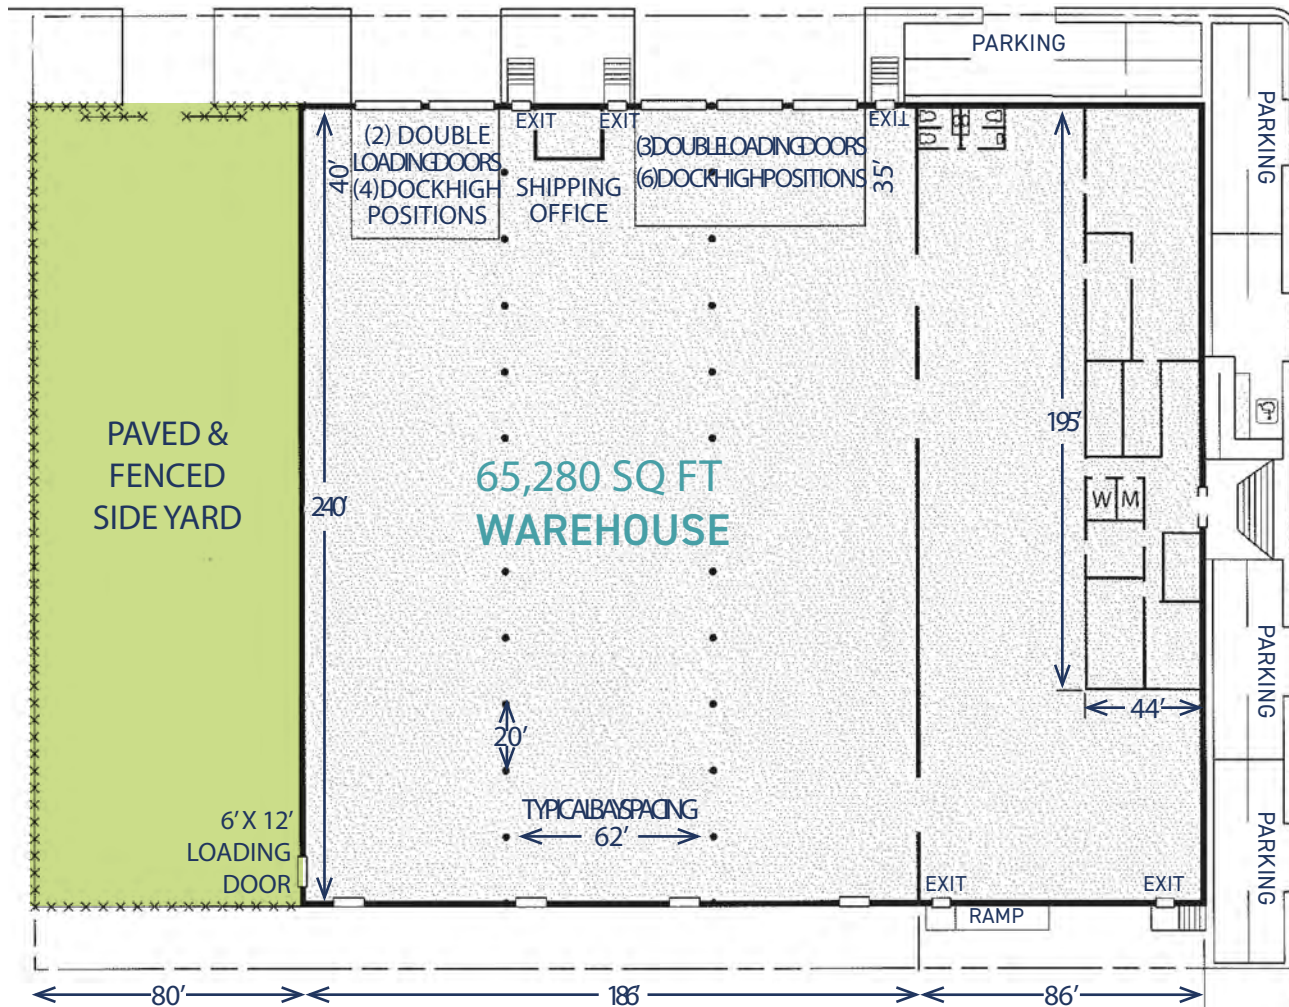 PARKING
PARKING
EXIT
EXIT
EXIT
(2) DOUBLE
LOADINGDOORS
(4)DOCKHIGH
POSITIONS
40'
SHIPPING
OFFICE
(3)DOUBLELOADINGDOORS
(6)DOCKHIGHPOSITIONS
35'
195'
PAVED &
FENCED
SIDE YARD
240'
65,280 SQ FT
WAREHOUSE
W M
PARKING
44'
20'
TYPICALBAYSPACING
62'
6' X 12'
LOADING
DOOR
PARKING
EXIT
EXIT
RAMP
80'
186'
86'